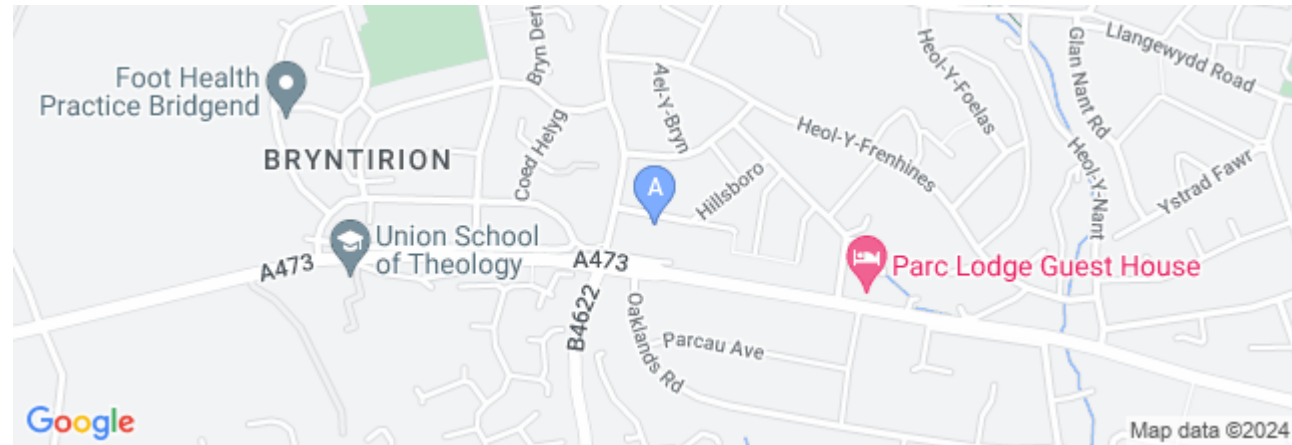 Foot Health
Practice Bridgend
BRYNTIRION
Bryn Deri
Coed Helyg
Ael-Y-Bryn
A
Hillsboro
Heol-Y-Frenhines
Heol-Y-Foelas
Glan Nant Rd
Llangewydd Road
Heol-Y-Nant
Ystrad Fawr
Union School
of Theology
A473
A473
B4622
Oaklands Rd
Parcau Ave
Parc Lodge Guest House
Google
Map data ©2024